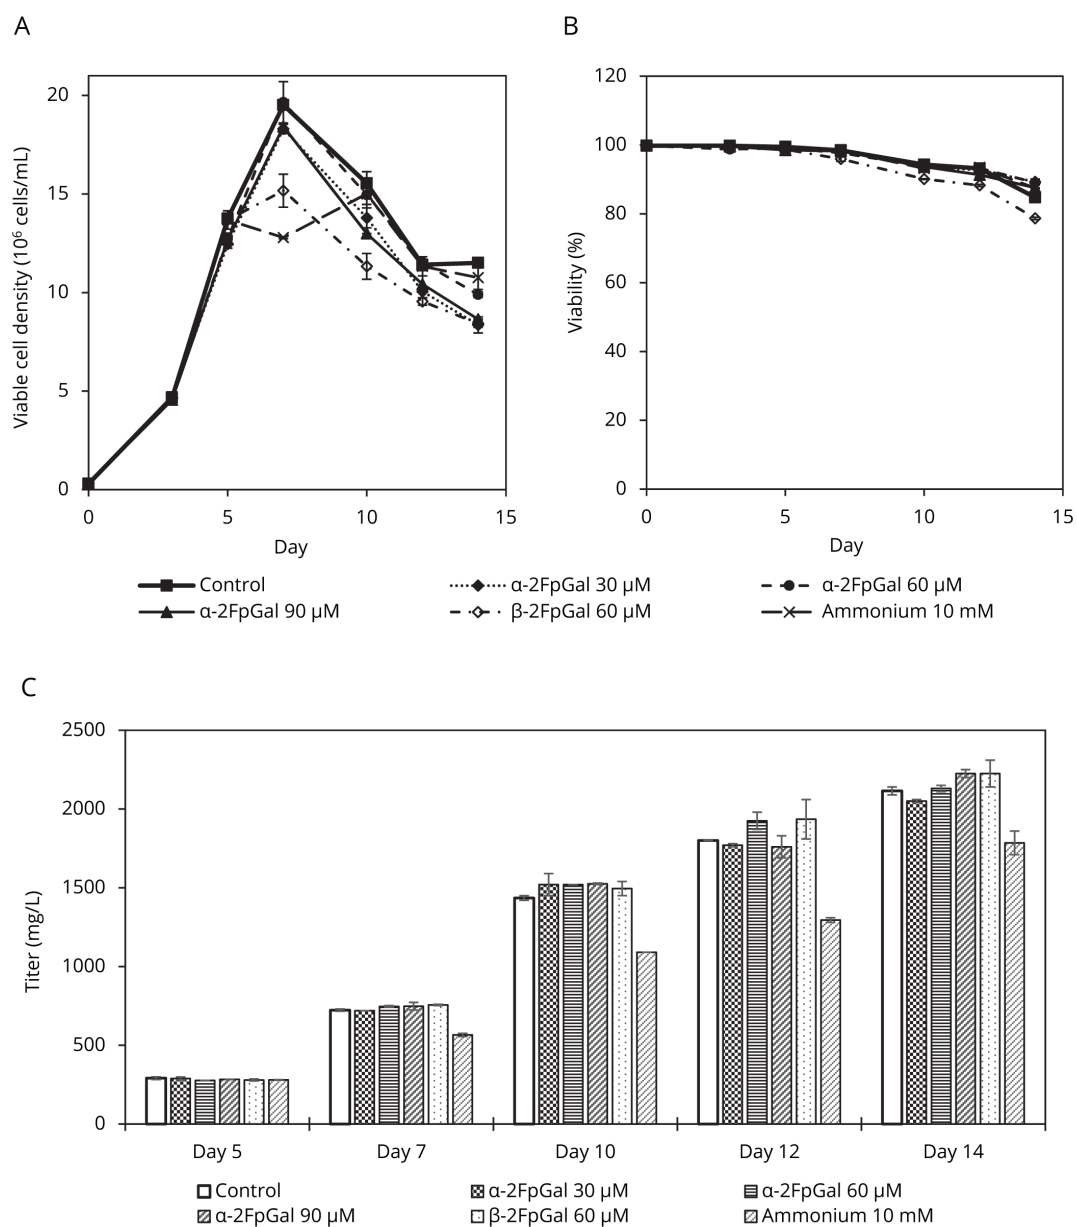 A
B
Viable cell density (10⁶ cells/mL)
20
15
10
5
0
0 5 10 15
Day
Viability (%)
120
100
80
60
40
20
0
0 5 10 15
Day
Control α-2FpGal 30 μM α-2FpGal 60 μM
α-2FpGal 90 μM β-2FpGal 60 μM Ammonium 10 mM
C
Titer (mg/L)
2500
2000
1500
1000
500
0
Day 5 Day 7 Day 10 Day 12 Day 14
Control α-2FpGal 30 μM α-2FpGal 60 μM
α-2FpGal 90 μM β-2FpGal 60 μM Ammonium 10 mM